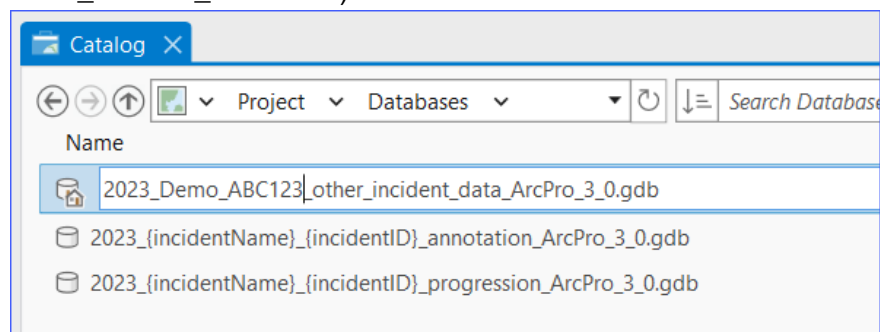 Catalog
Project Databases Search Database
Name
2023_Demo_ABC123_other_incident_data_ArcPro_3_0.gdb
2023_{incidentName}_{incidentID}_annotation_ArcPro_3_0.gdb
2023_{incidentName}_{incidentID}_progression_ArcPro_3_0.gdb